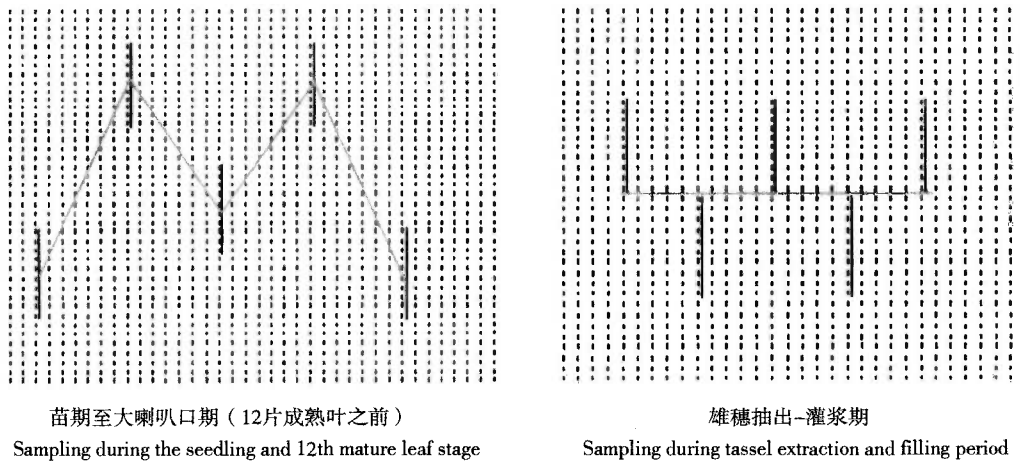 苗期至大喇叭口期（12片成熟叶之前）
Sampling during the seedling and 12th mature leaf stage
雄穗抽出-灌浆期
Sampling during tassel extraction and filling period